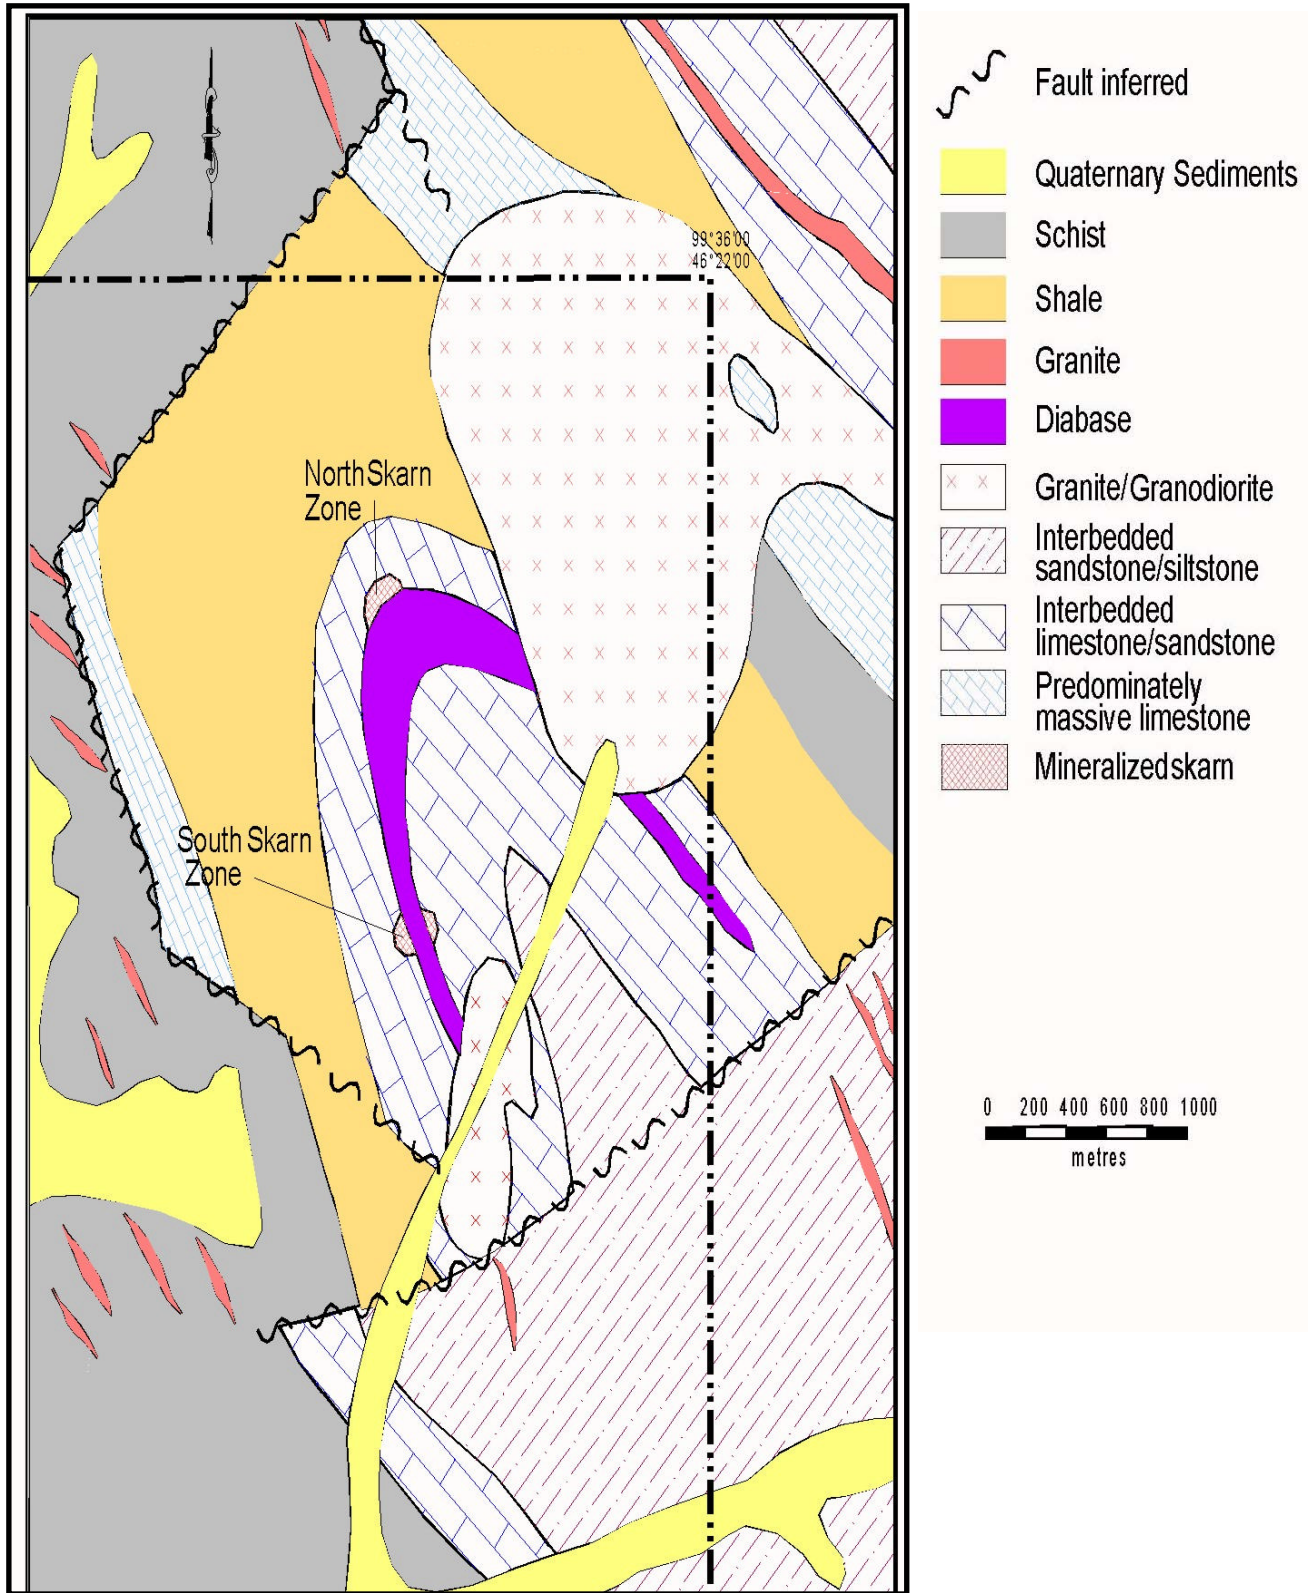 99°36'00
46°22'00
North Skarn
Zone
South Skarn
Zone
Fault inferred
Quaternary Sediments
Schist
Shale
Granite
Diabase
Granite/Granodiorite
Interbedded
sandstone/siltstone
Interbedded
limestone/sandstone
Predominately
massive limestone
Mineralized skarn
0 200 400 600 800 1000
metres